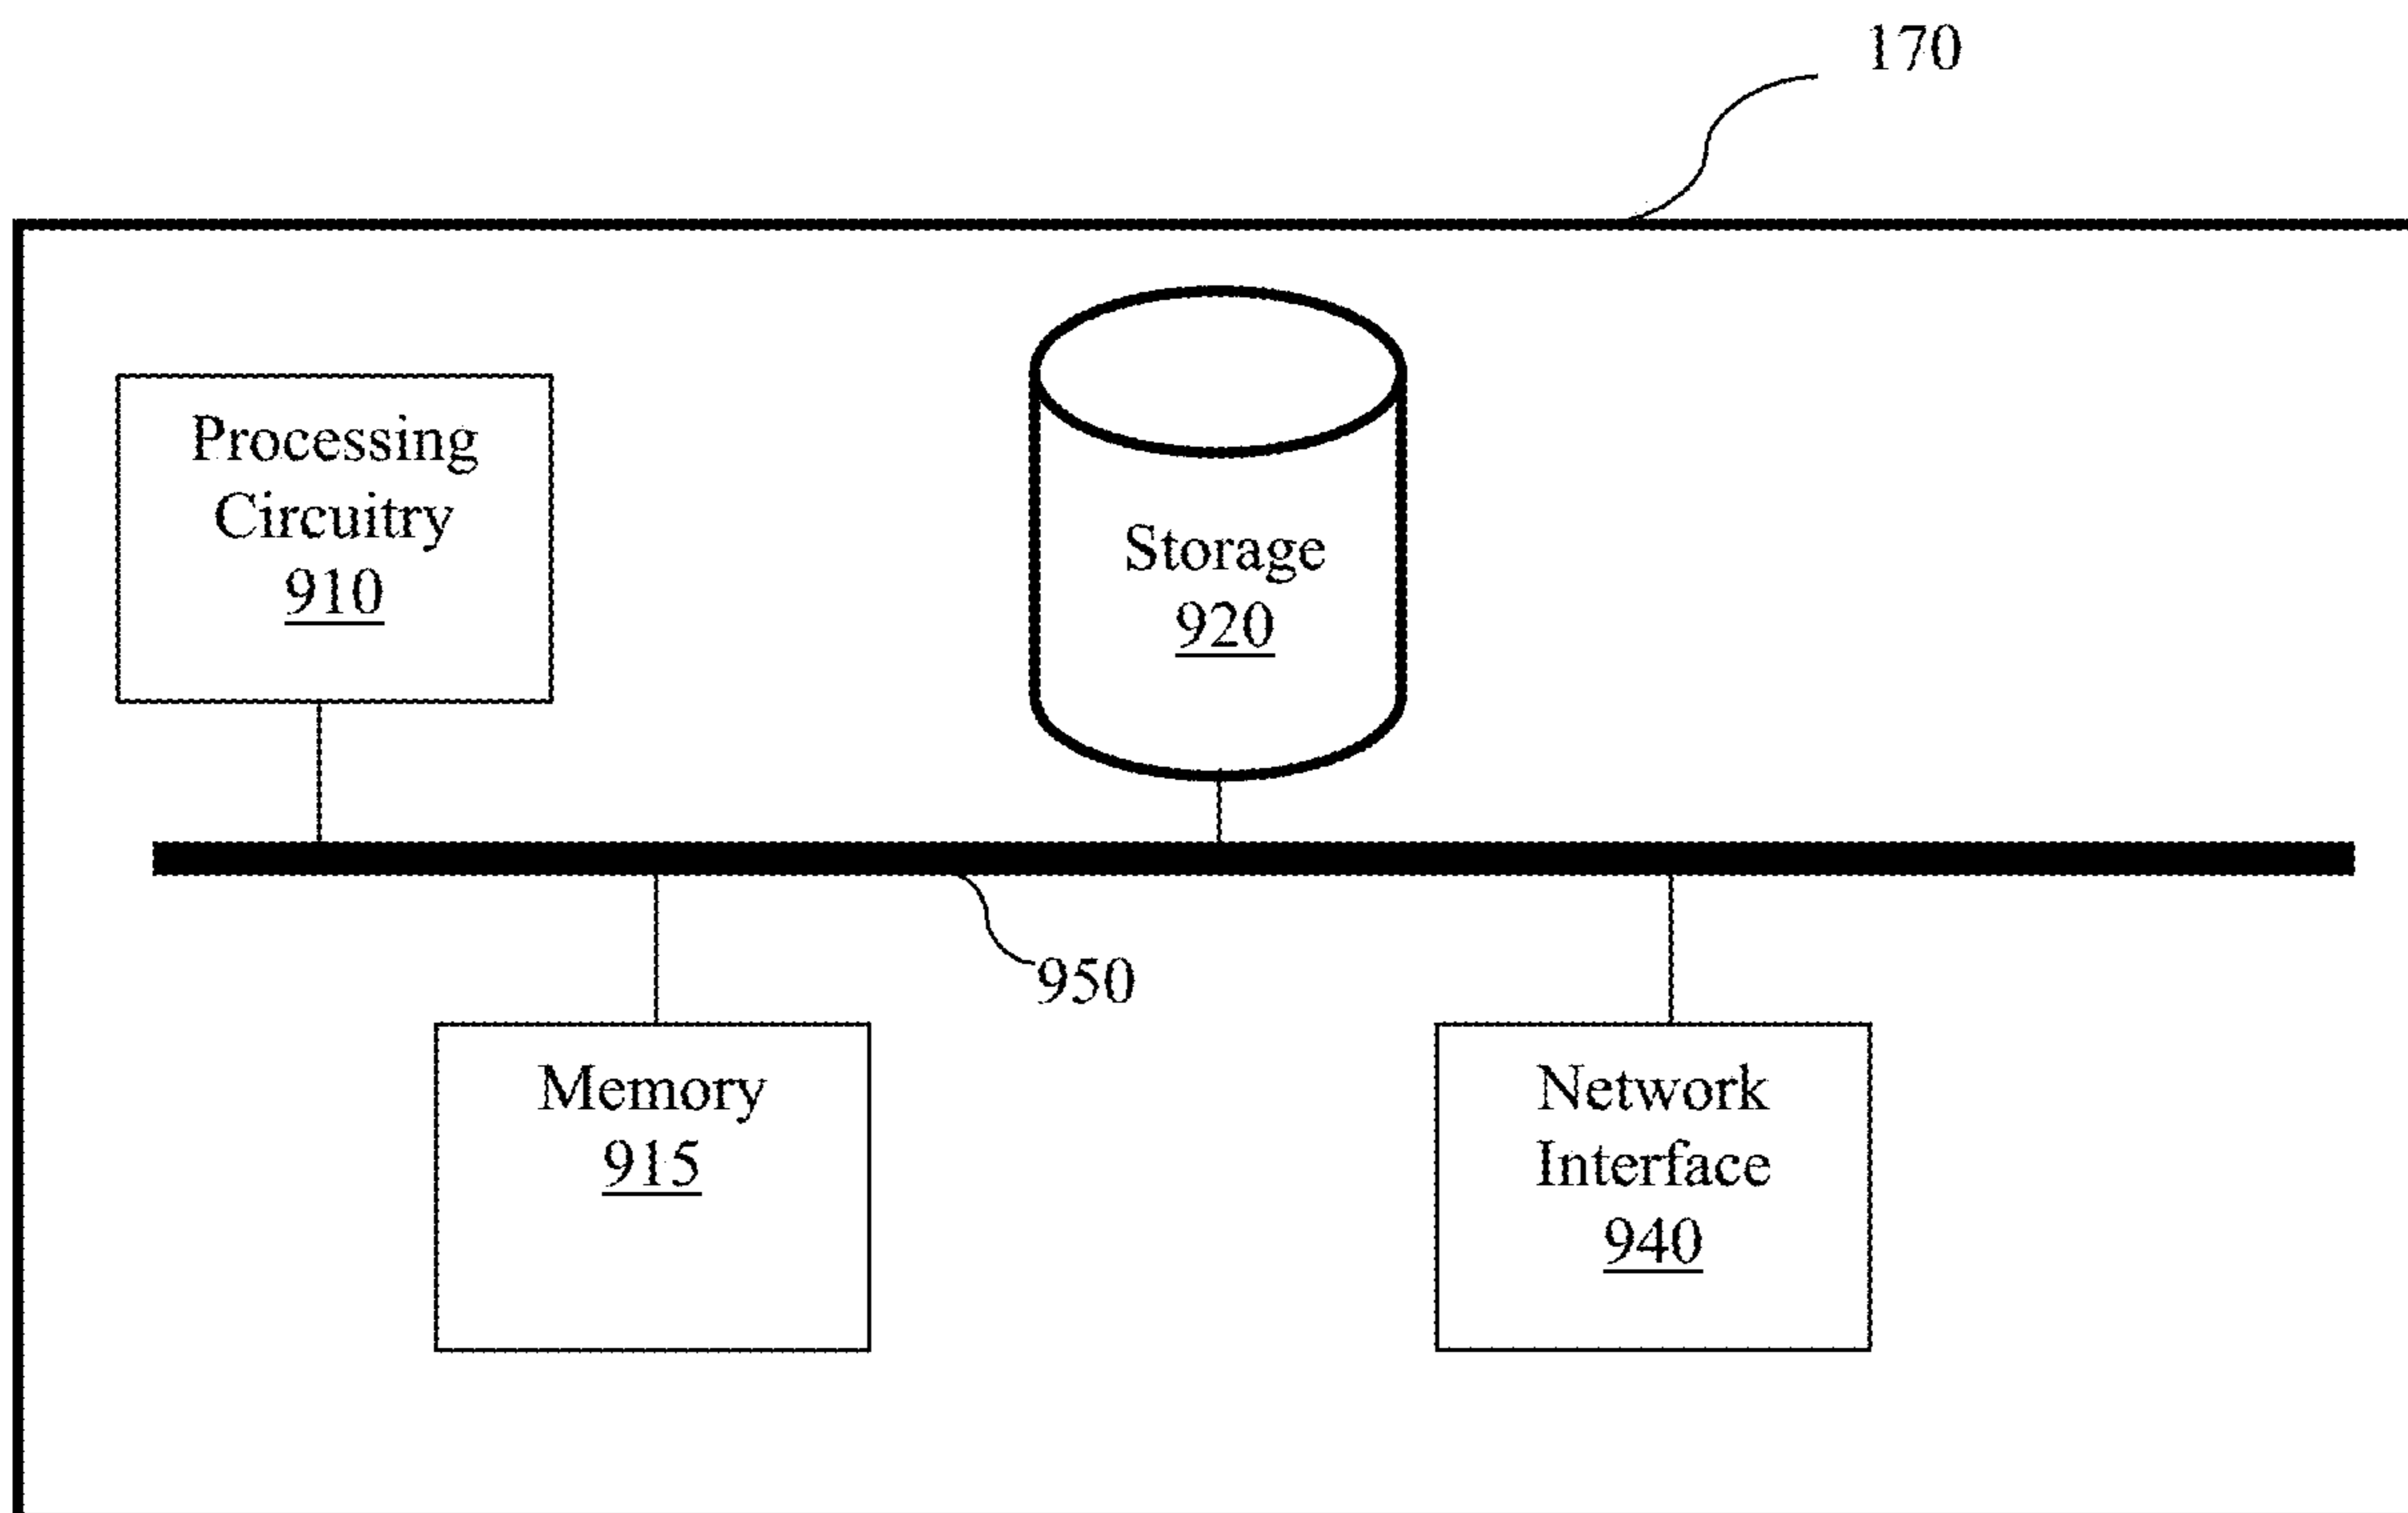 170
Processing
Circuitry
910
Storage
920
950
Memory
915
Network
Interface
940